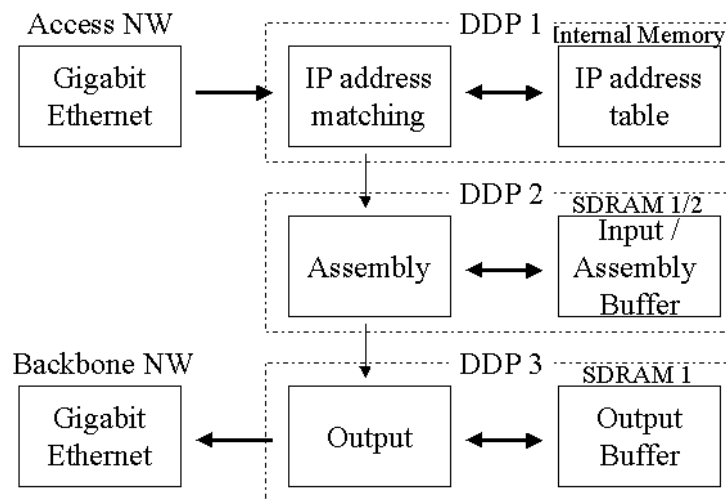 Access NW
DDP 1
Internal Memory
Gigabit
Ethernet
IP address
matching
IP address
table
DDP 2
SDRAM 1/2
Assembly
Input /
Assembly
Buffer
Backbone NW
DDP 3
SDRAM 1
Gigabit
Ethernet
Output
Output
Buffer